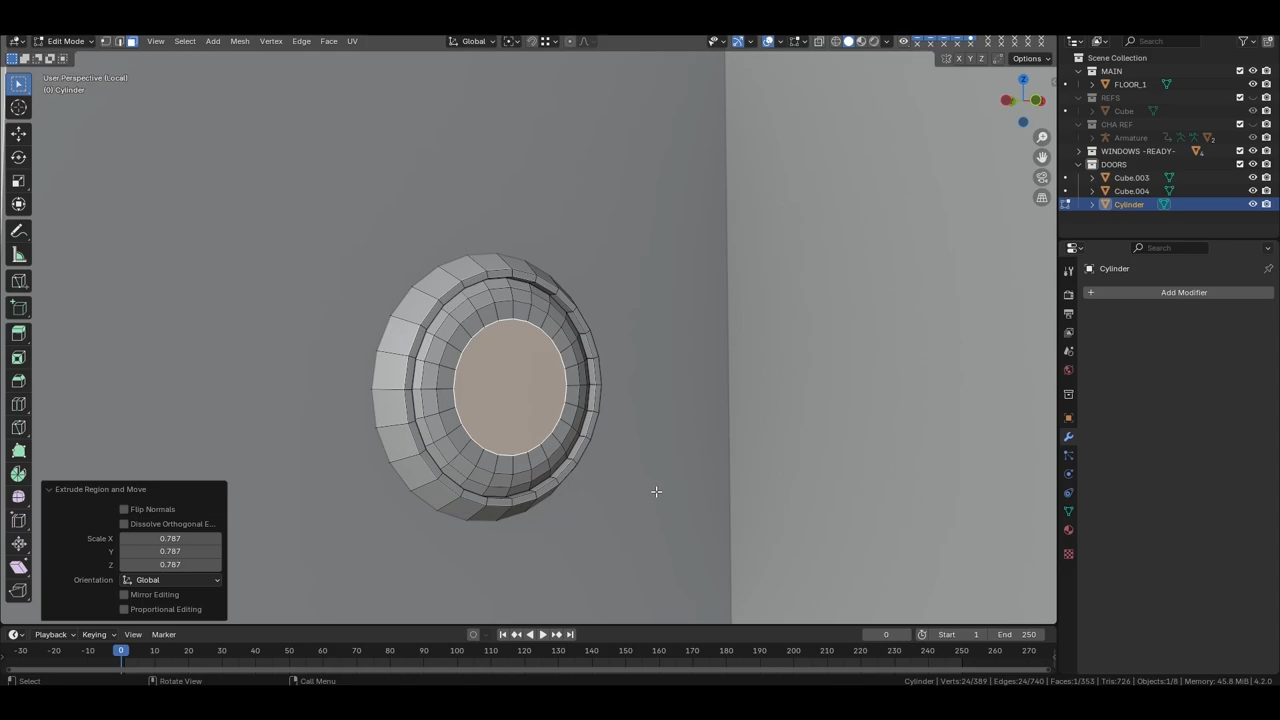 Edit Mode View Select Add Mesh Vertex Edge Face UV Global Search
X Y Z Options
User Perspective (Local)
(0) Cylinder
Z
Scene Collection
MAIN
FLOOR_1
REFS
Cube
CHA REF
Armature 2
WINDOWS -READY- 4
DOORS
Cube.003
Cube.004
Cylinder
Search
Cylinder
+ Add Modifier
Extrude Region and Move
Flip Normals
Dissolve Orthogonal E...
Scale X 0.787
Y 0.787
Z 0.787
Orientation Global
Mirror Editing
Proportional Editing
Playback Keying View Marker 0 Start 1 End 250
-30 -20 -10 0 10 20 30 40 50 60 70 80 90 100 110 120 130 140 150 160 170 180 190 200 210 220 230 240 250 260 270
Select Rotate View Call Menu Cylinder | Verts:24/389 | Edges:24/740 | Faces:1/353 | Tris:726 | Objects:1/8 | Memory: 45.8 MiB | 4.2.0